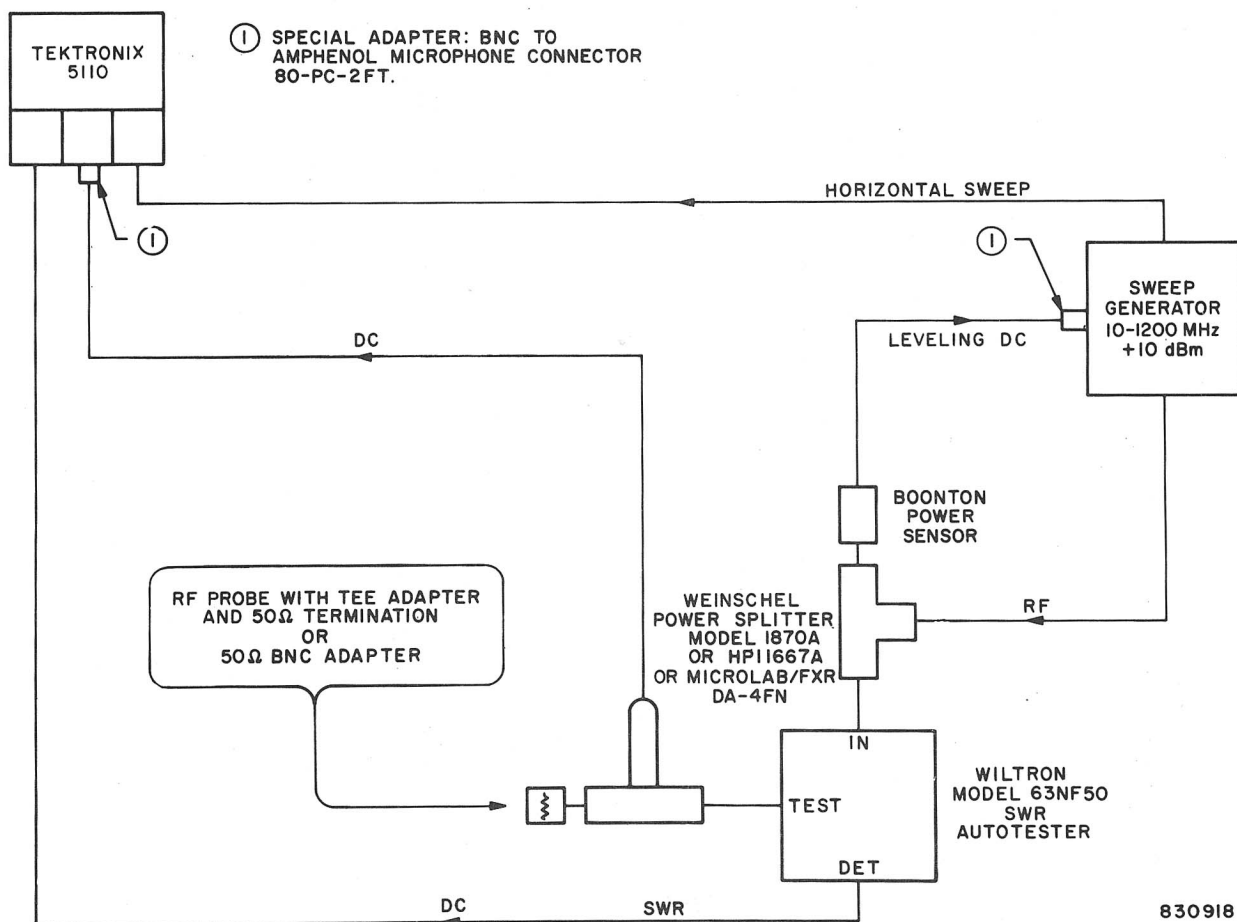 TEKTRONIX
5110
① SPECIAL ADAPTER: BNC TO
AMPHENOL MICROPHONE CONNECTOR
80-PC-2FT.
HORIZONTAL SWEEP
①
①
SWEEP
GENERATOR
10-1200 MHz
+10 dBm
DC
LEVELING DC
BOONTON
POWER
SENSOR
RF PROBE WITH TEE ADAPTER
AND 50Ω TERMINATION
OR
50Ω BNC ADAPTER
WEINSCHEL
POWER SPLITTER
MODEL 1870A
OR HP11667A
OR MICROLAB/FXR
DA-4FN
RF
IN
TEST
DET
WILTRON
MODEL 63NF50
SWR
AUTOTESTER
DC
SWR
830918